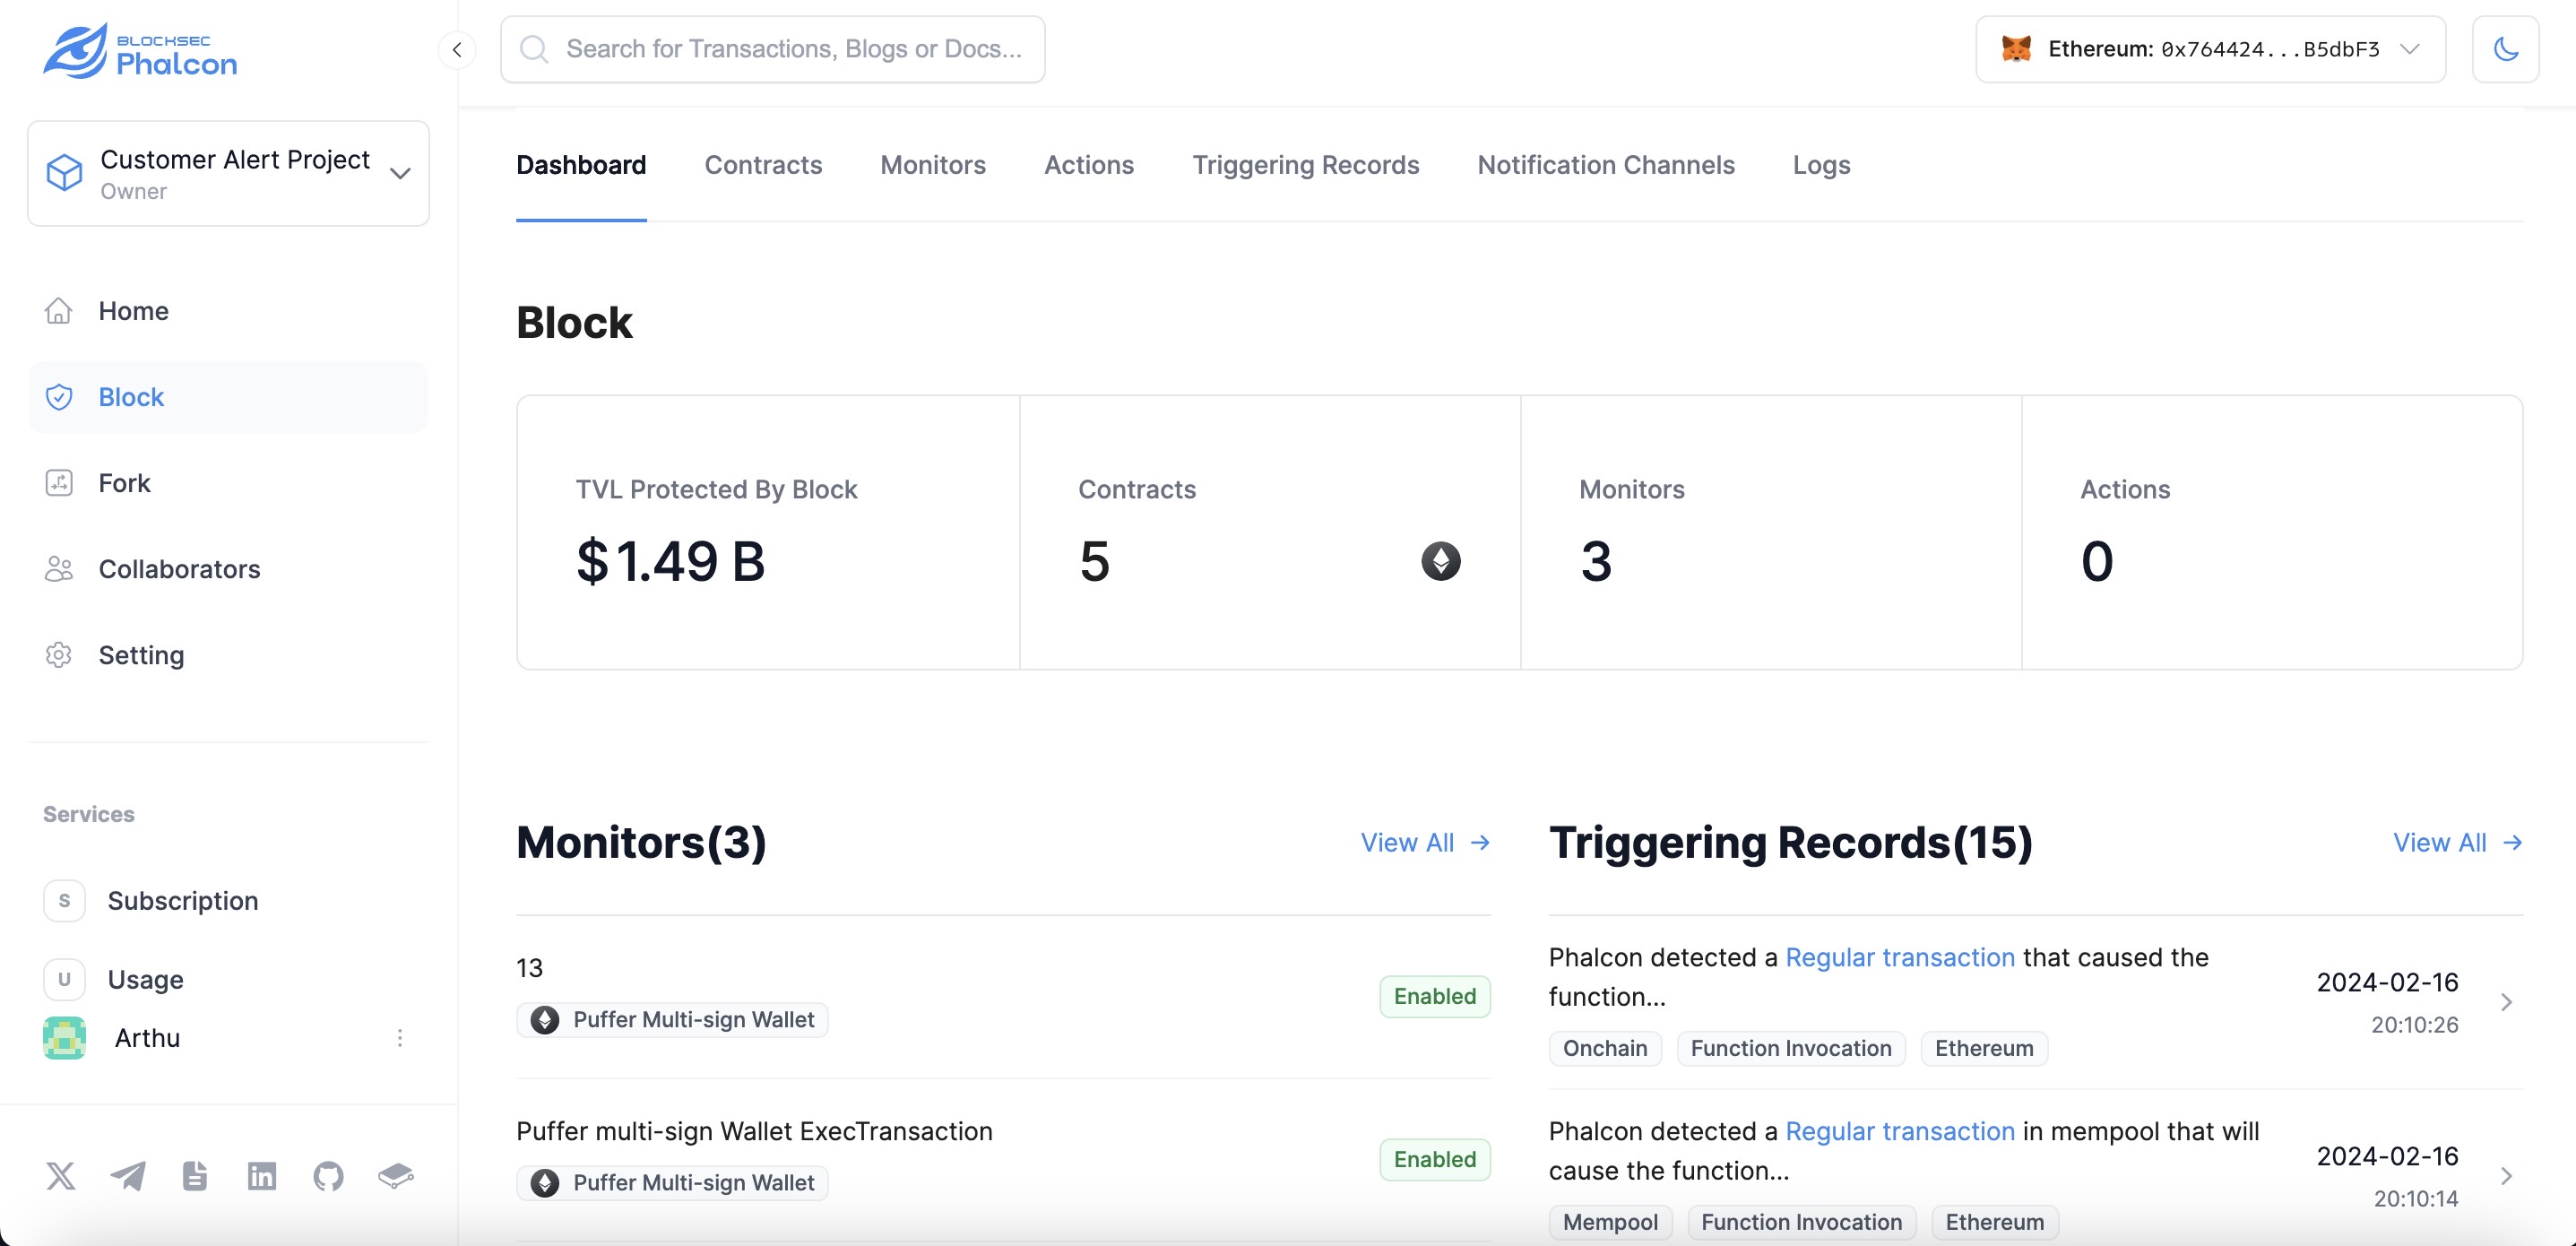 BLOCKSEC
Phalcon
Customer Alert Project
Owner
Home
Block
Fork
Collaborators
Setting
Services
S Subscription
U Usage
Arthu
Search for Transactions, Blogs or Docs...
Ethereum: 0x764424...B5dbF3
Dashboard Contracts Monitors Actions Triggering Records Notification Channels Logs
Block
TVL Protected By Block
$1.49 B
Contracts
5
Monitors
3
Actions
0
Monitors(3)
View All →
13
Puffer Multi-sign Wallet
Enabled
Puffer multi-sign Wallet ExecTransaction
Puffer Multi-sign Wallet
Enabled
Triggering Records(15)
View All →
Phalcon detected a Regular transaction that caused the
function...
Onchain Function Invocation Ethereum
2024-02-16
20:10:26
Phalcon detected a Regular transaction in mempool that will
cause the function...
Mempool Function Invocation Ethereum
2024-02-16
20:10:14